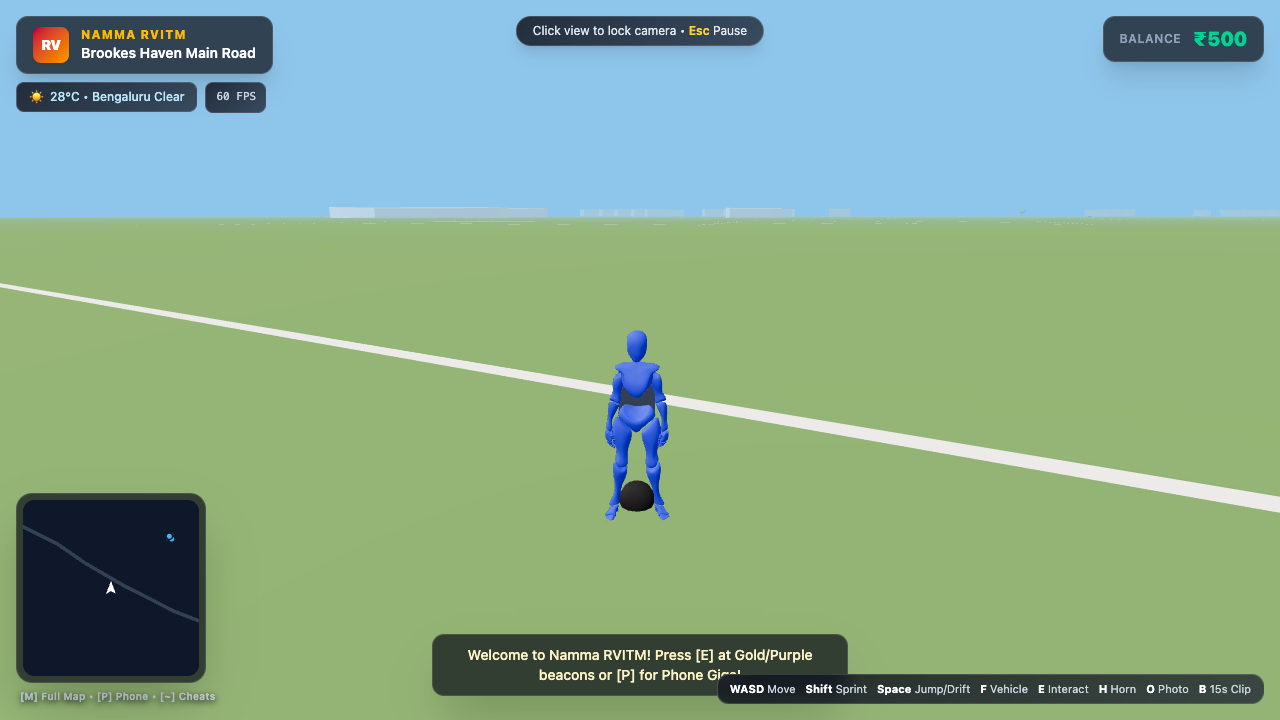 RV
NAMMA RVITM
Brookes Haven Main Road
28°C • Bengaluru Clear
60 FPS
Click view to lock camera • Esc Pause
BALANCE ₹500
[M] Full Map • [P] Phone • [~] Cheats
Welcome to Namma RVITM! Press [E] at Gold/Purple
beacons or [P] for Phone
WASD Move Shift Sprint Space Jump/Drift F Vehicle E Interact H Horn O Photo B 15s Clip